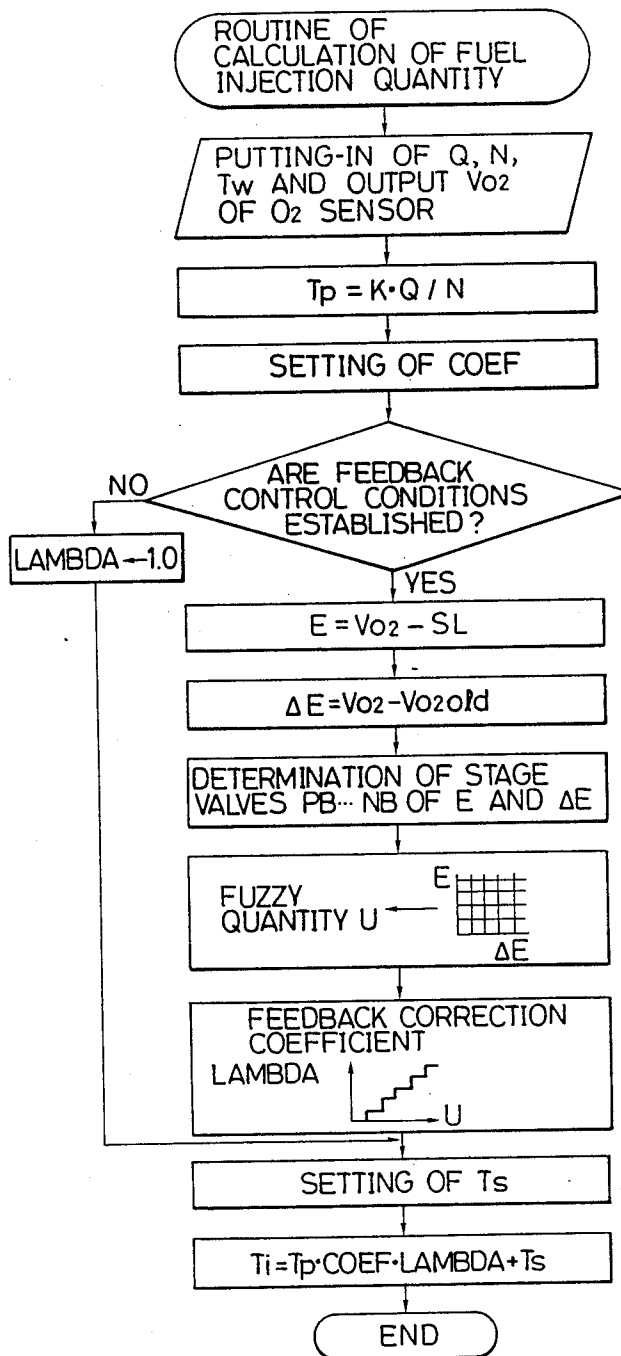 ROUTINE OF
CALCULATION OF FUEL
INJECTION QUANTITY
PUTTING-IN OF Q, N,
Tw AND OUTPUT Vo2
OF O2 SENSOR
Tp = K·Q / N
SETTING OF COEF
ARE FEEDBACK
CONTROL CONDITIONS
ESTABLISHED?
NO
LAMBDA←1.0
YES
E = Vo2 – SL
ΔE = Vo2 – Vo2old
DETERMINATION OF STAGE
VALVES PB··· NB OF E AND ΔE
FUZZY
QUANTITY U
E
ΔE
FEEDBACK CORRECTION
COEFFICIENT
LAMBDA
U
SETTING OF Ts
Ti = Tp·COEF·LAMBDA+Ts
END